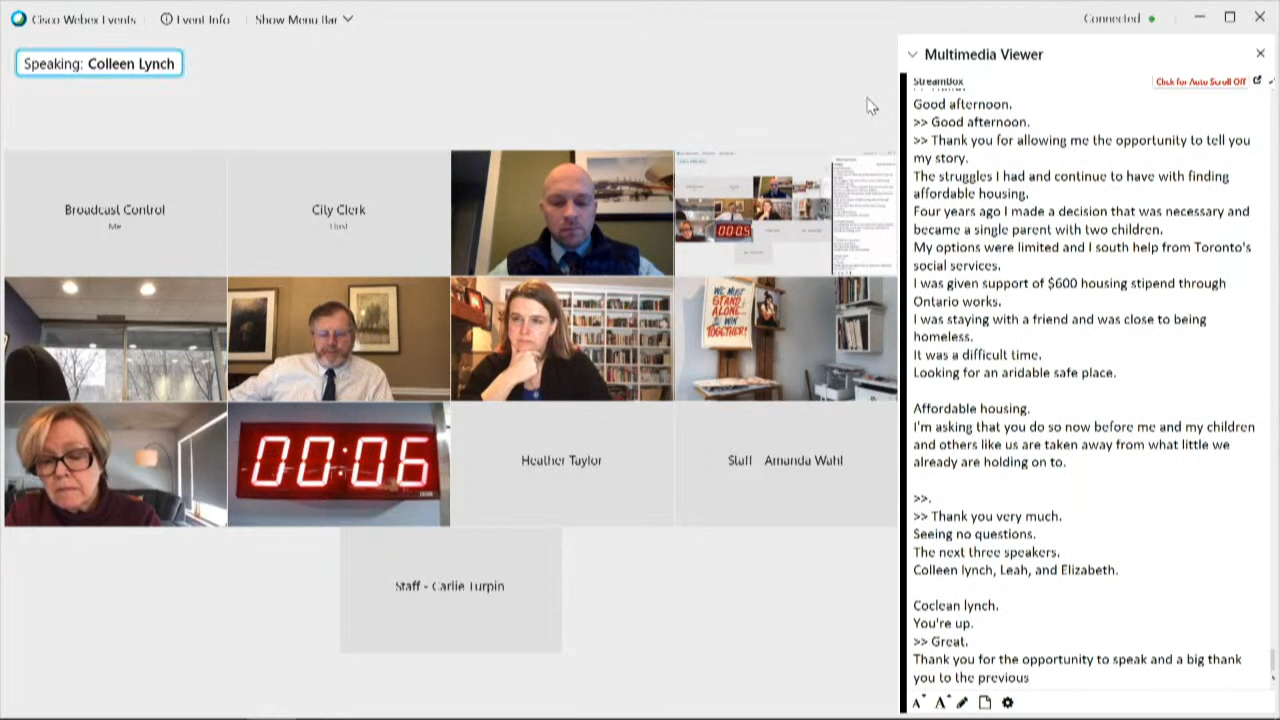 Cisco Webex Events
Event Info
Show Menu Bar
Connected
Speaking: Colleen Lynch
Broadcast
Me
City Clerk
Host
WE MUST
STAND
ALONE...
TOGETHER!
00:05
00:06
Heather Taylor
Staff Amanda Wahl
Staff - Carlie Turpin
Multimedia Viewer
StreamBox
Click for Auto Scroll Off
Good afternoon.
>> Good afternoon.
>> Thank you for allowing me the opportunity to tell you
my story.
The struggles I had and continue to have with finding
affordable housing.
Four years ago I made a decision that was necessary and
became a single parent with two children.
My options were limited and I south help from Toronto's
social services.
I was given support of $600 housing stipend through
Ontario works.
I was staying with a friend and was close to being
homeless.
It was a difficult time.
Looking for an aridable safe place.
Affordable housing.
I'm asking that you do so now before me and my children
and others like us are taken away from what little we
already are holding on to.
>>.
>> Thank you very much.
Seeing no questions.
The next three speakers.
Colleen lynch, Leah, and Elizabeth.
Coclean lynch.
You're up.
>> Great.
Thank you for the opportunity to speak and a big thank
you to the previous